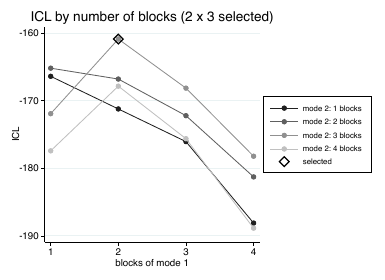 ICL by number of blocks (2 x 3 selected)
-160
-170
-180
-190
ICL
1 2 3 4
blocks of mode 1
mode 2: 1 blocks
mode 2: 2 blocks
mode 2: 3 blocks
mode 2: 4 blocks
selected